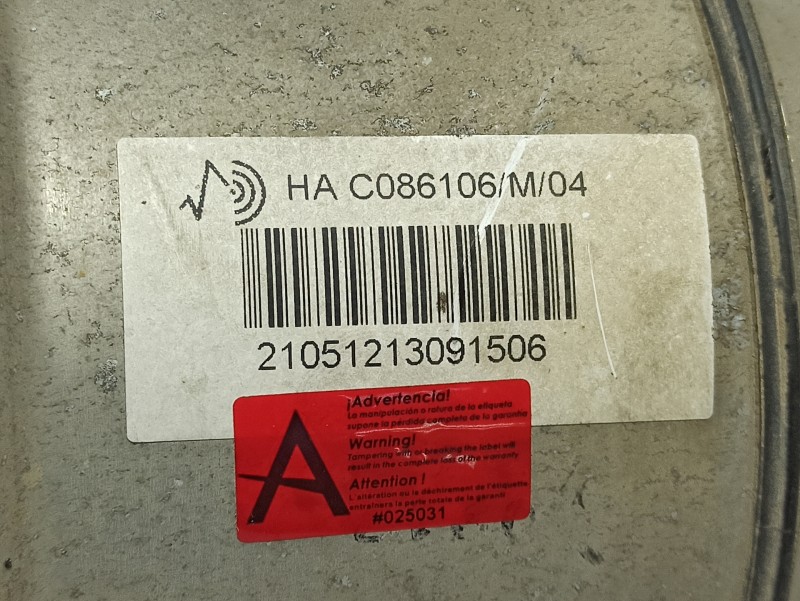 HA C086106/M/04
21051213091506
A
¡Advertencia!
La manipulación o rotura de la etiqueta
supone la pérdida completa de la garantía
Warning!
Tampering with or breaking the label will
result in the complete loss of the warranty
Attention !
L'altération ou le déchirement de l'étiquette
entraînera la perte totale de la garantí
#025031